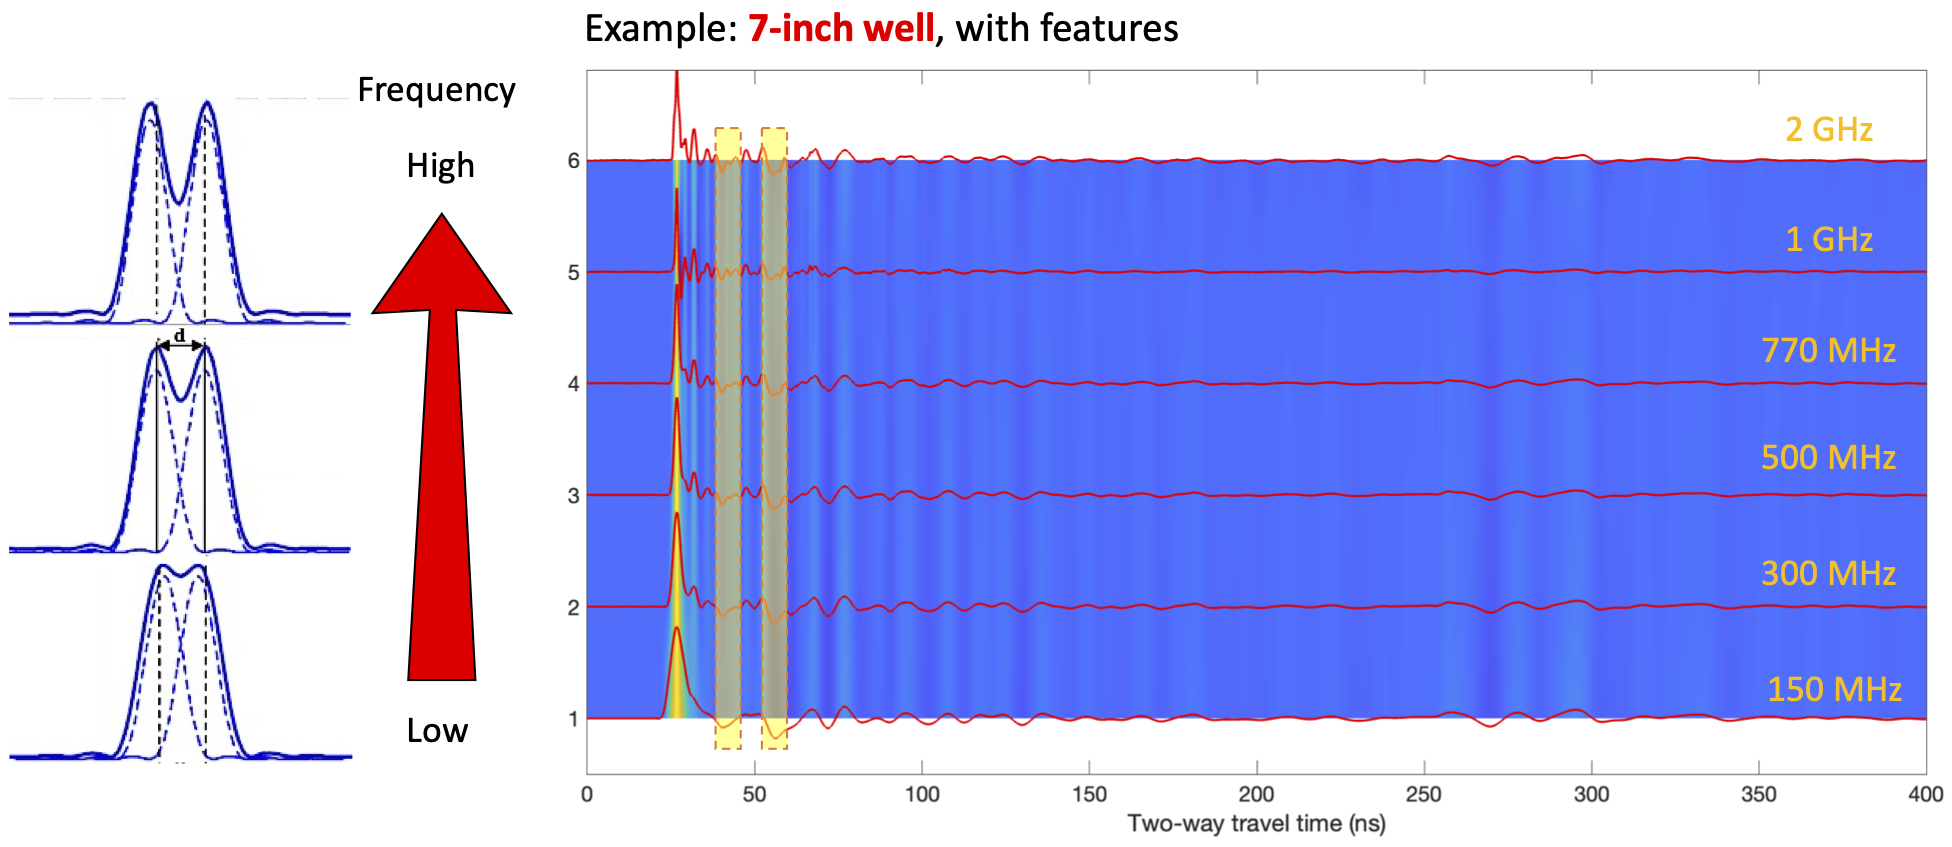 Example: 7-inch well, with features
Frequency
High
Low
d
2 GHz
1 GHz
770 MHz
500 MHz
300 MHz
150 MHz
6
5
4
3
2
1
0 50 100 150 200 250 300 350 400
Two-way travel time (ns)